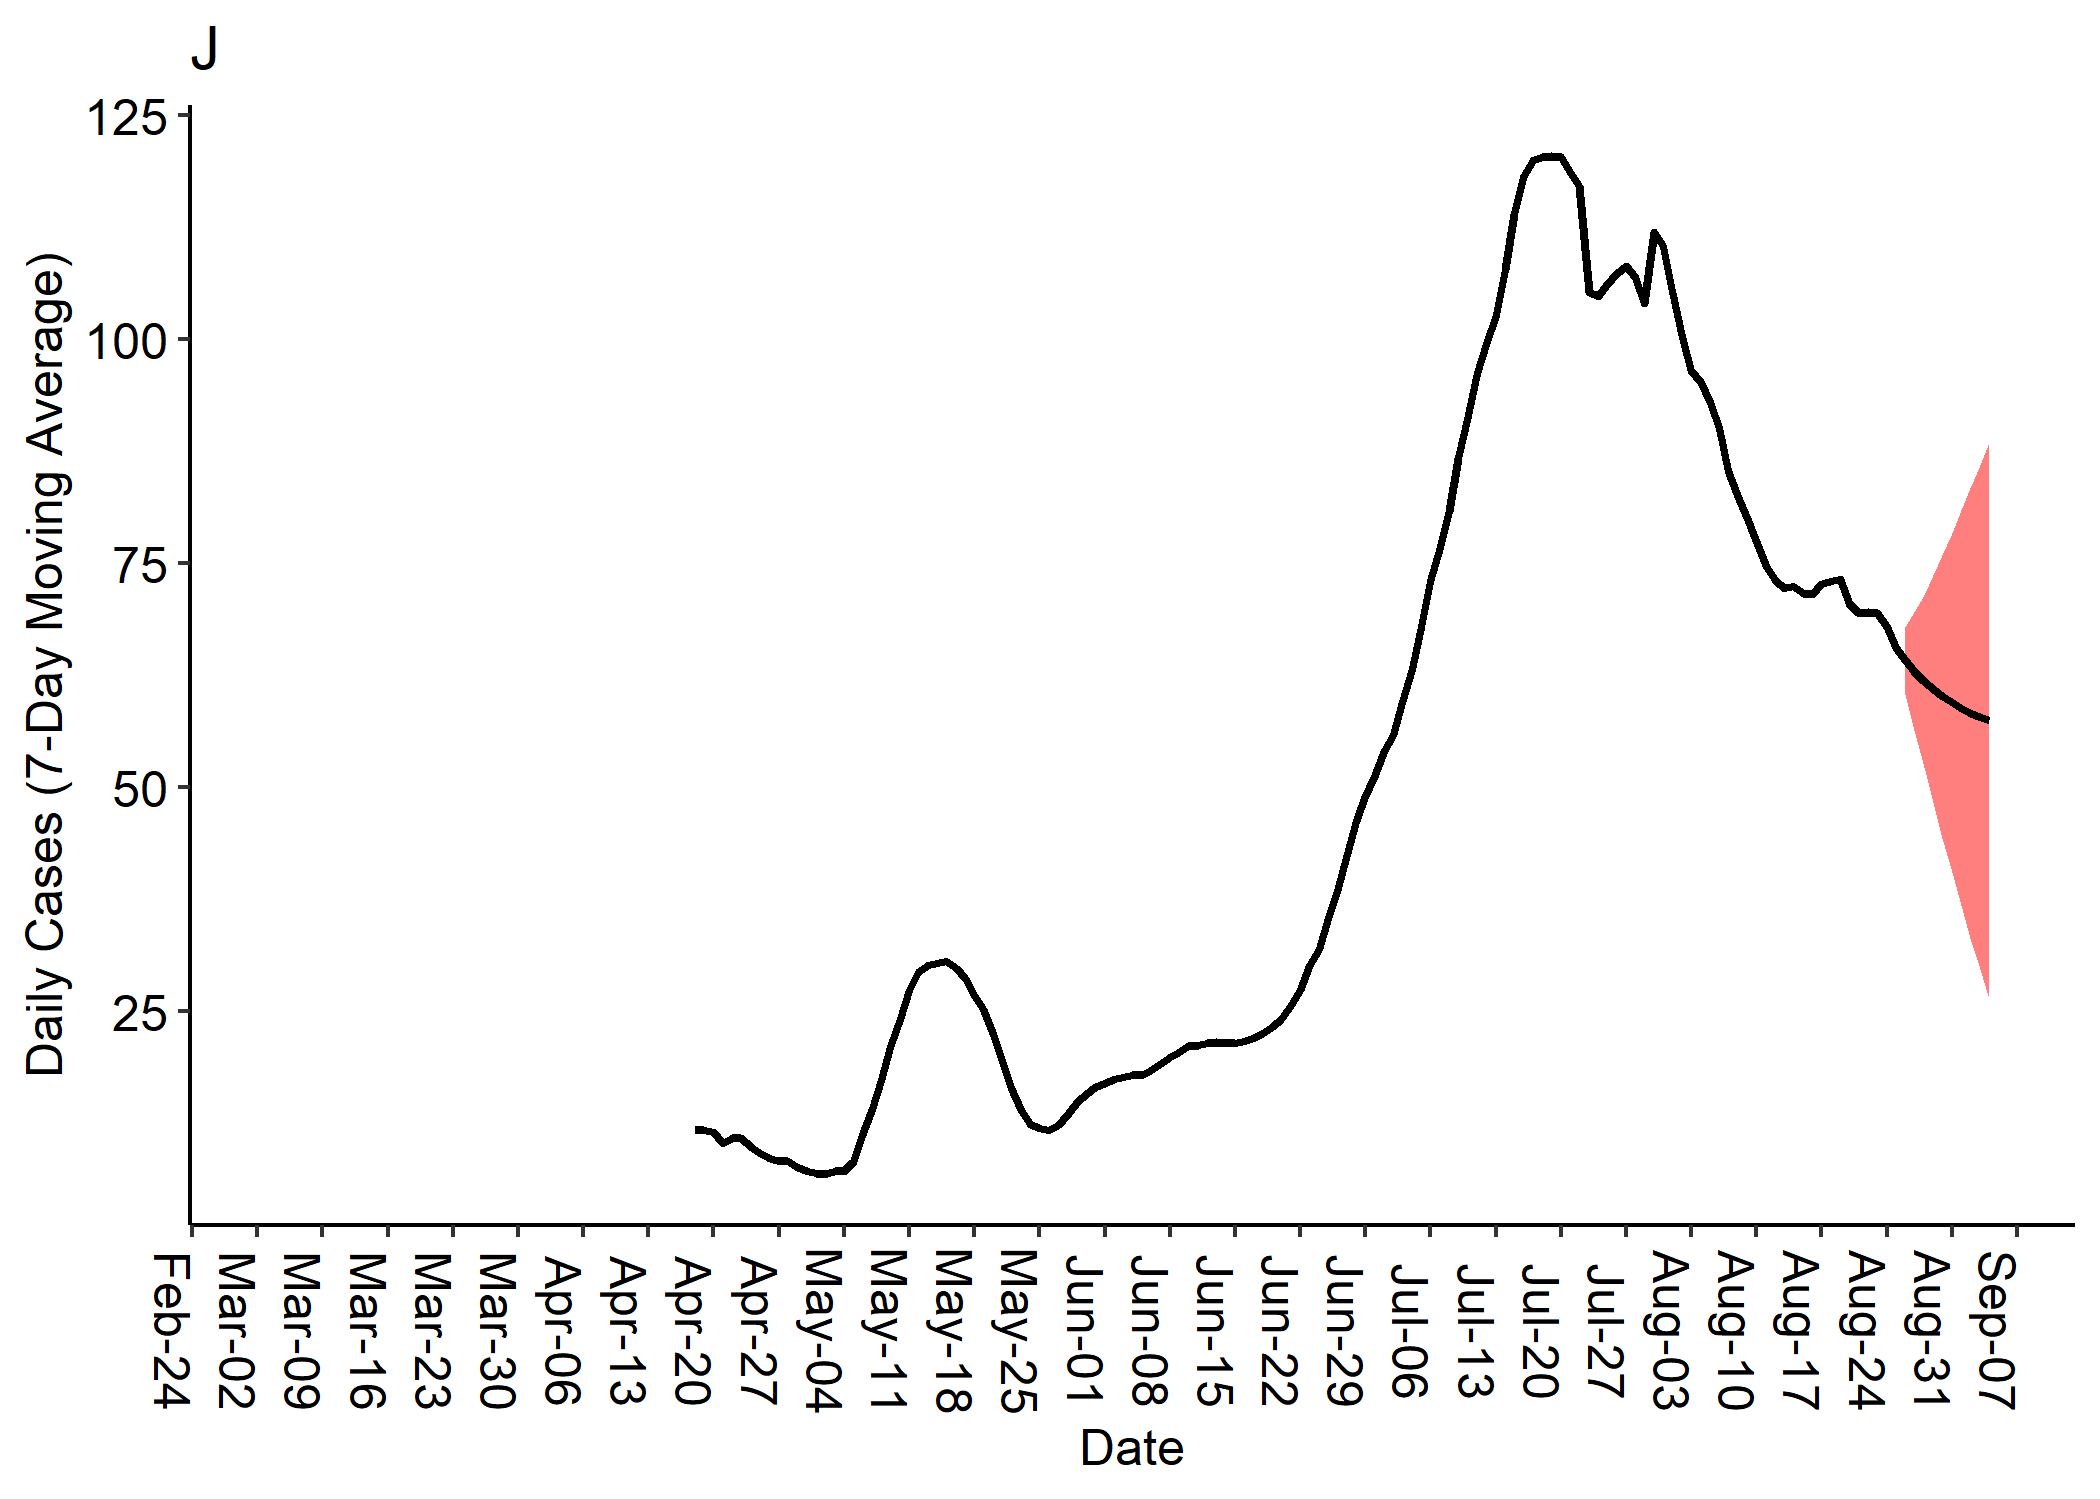 J
125
100
75
50
25
Daily Cases (7-Day Moving Average)
Feb-24
Mar-02
Mar-09
Mar-16
Mar-23
Mar-30
Apr-06
Apr-13
Apr-20
Apr-27
May-04
May-11
May-18
May-25
Jun-01
Jun-08
Jun-15
Jun-22
Jun-29
Jul-06
Jul-13
Jul-20
Jul-27
Aug-03
Aug-10
Aug-17
Aug-24
Aug-31
Sep-07
Date